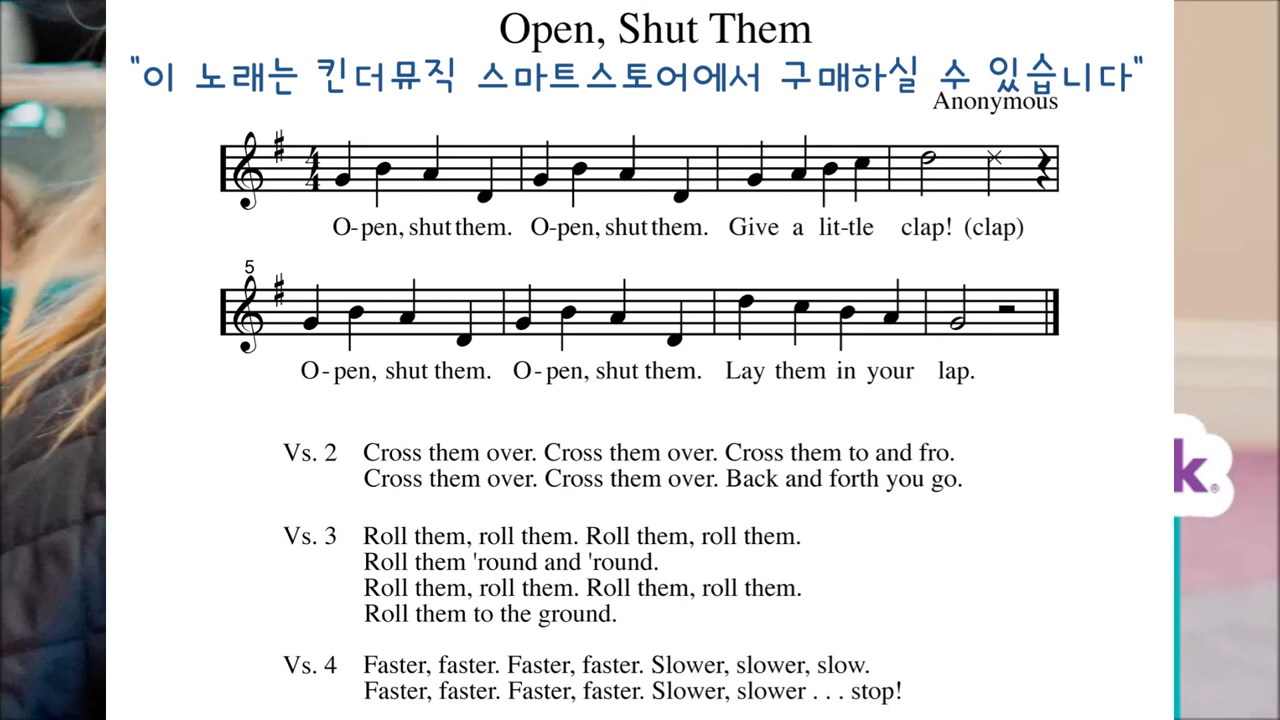 Open, Shut Them
"이 노래는 킨더뮤직 스마트스토어에서 구매하실 수 있습니다"
Anonymous
4
4
O-pen, shut them. O-pen, shut them. Give a lit-tle clap! (clap)
5
O-pen, shut them. O-pen, shut them. Lay them in your lap.
Vs. 2 Cross them over. Cross them over. Cross them to and fro.
Cross them over. Cross them over. Back and forth you go.
Vs. 3 Roll them, roll them. Roll them, roll them.
Roll them 'round and 'round.
Roll them, roll them. Roll them, roll them.
Roll them to the ground.
k®
Vs. 4 Faster, faster. Faster, faster. Slower, slower, slow.
Faster, faster. Faster, faster. Slower, slower . . . stop!